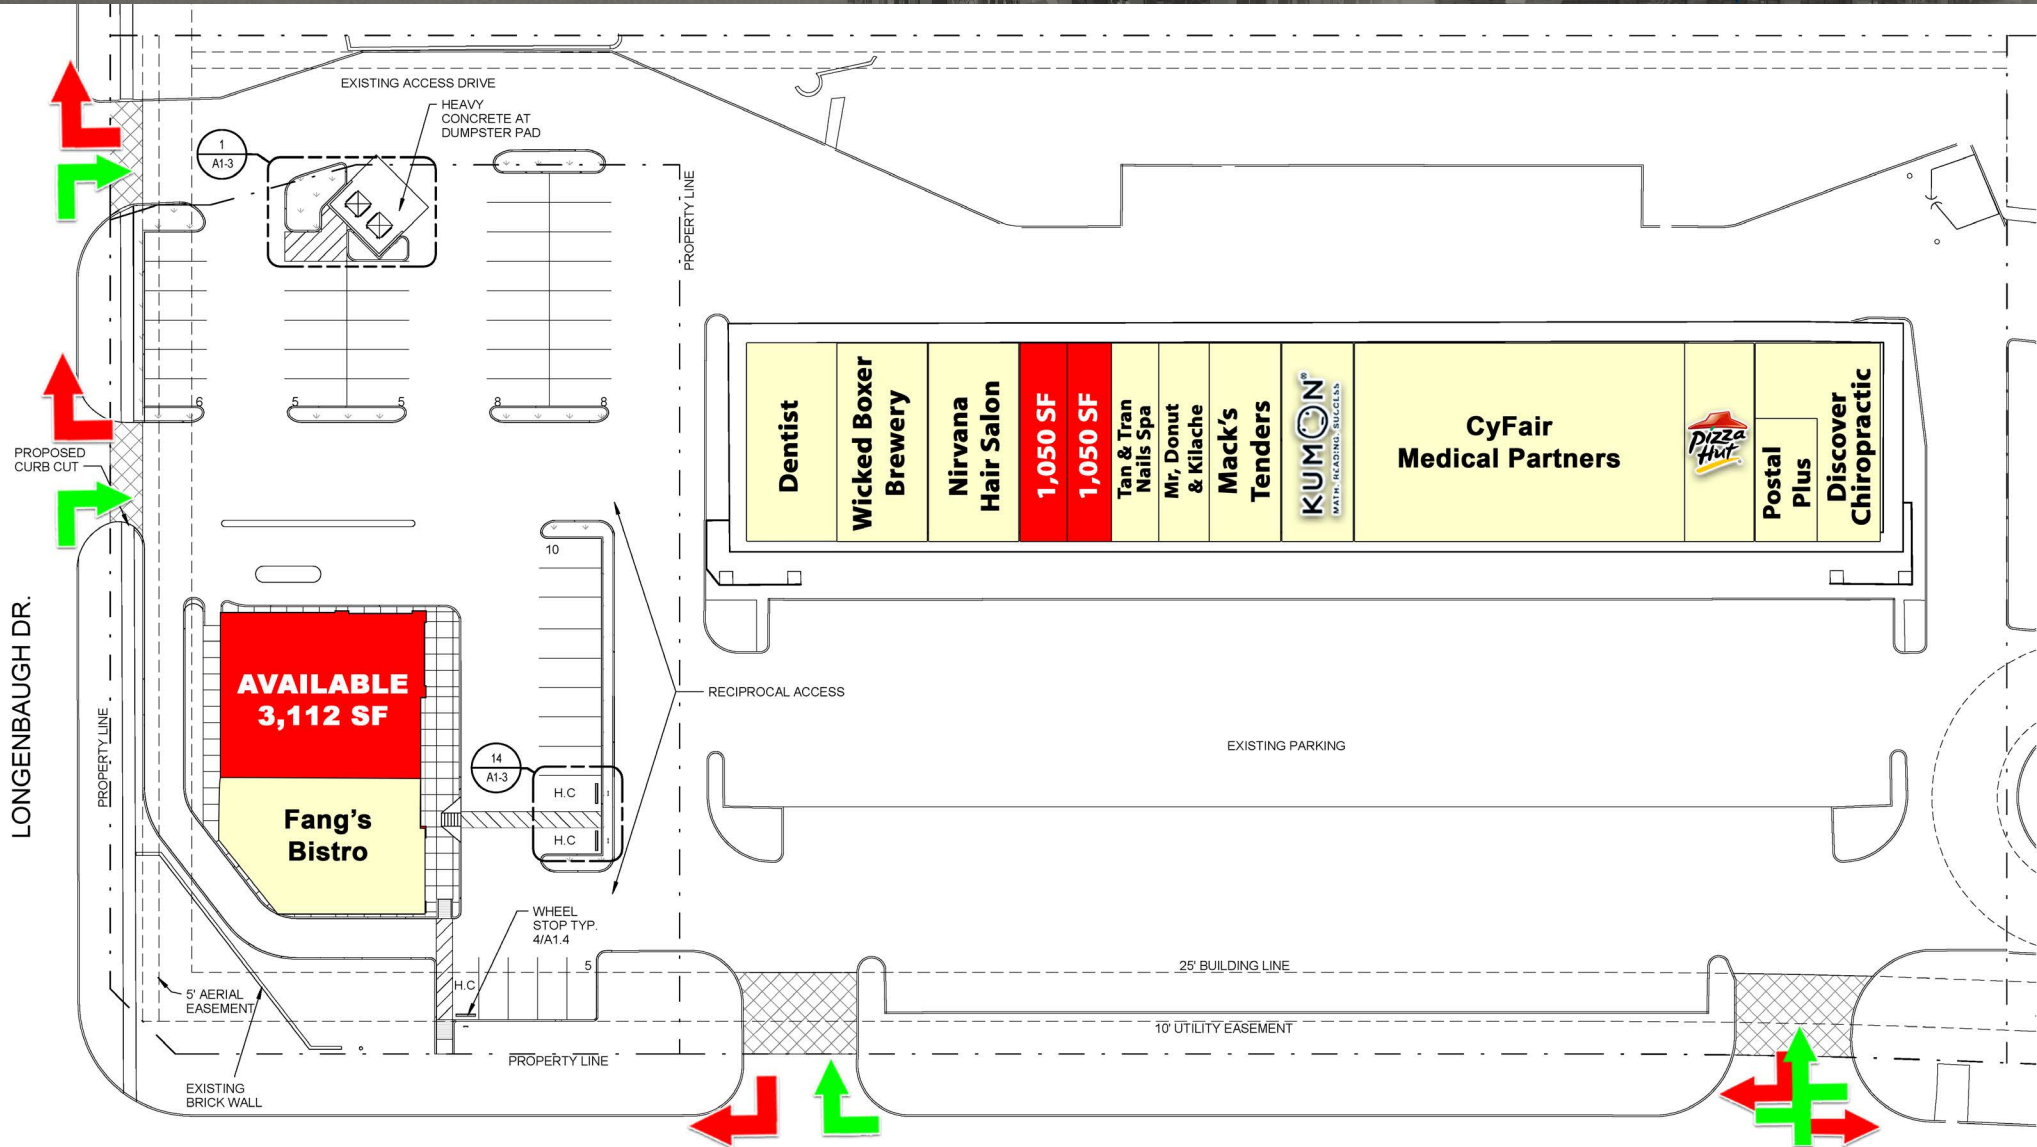 EXISTING ACCESS DRIVE
HEAVY
CONCRETE AT
DUMPSTER PAD
1
A1-3
PROPERTY LINE
6
5
5
8
8
PROPOSED
CURB CUT
LONGENBAUGH DR.
PROPERTY LINE
10
AVAILABLE
3,112 SF
Fang's
Bistro
14
A1-3
H.C
H.C
RECIPROCAL ACCESS
WHEEL
STOP TYP.
4/A1.4
5
H.C
5' AERIAL
EASEMENT
EXISTING
BRICK WALL
PROPERTY LINE
Dentist
Wicked Boxer
Brewery
Nirvana
Hair Salon
1,050 SF
1,050 SF
Tan & Tran
Nails Spa
Mr, Donut
& Kilache
Mack's
Tenders
KUMON®
MATH. READING. SUCCESS
CyFair
Medical Partners
Pizza
Hut
Postal
Plus
Discover
Chiropractic
EXISTING PARKING
25' BUILDING LINE
10' UTILITY EASEMENT